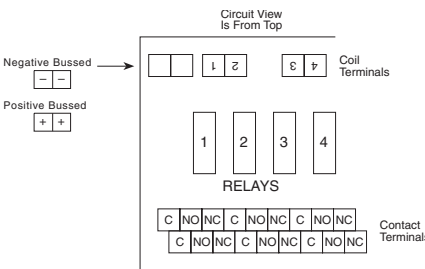 Circuit View
Is From Top
Negative Bussed
– –
Positive Bussed
+ +
1 2
3 4
Coil
Terminals
1 2 3 4
RELAYS
C NO NC C NO NC C NO NC
C NO NC C NO NC C NO NC
Contact
Terminals